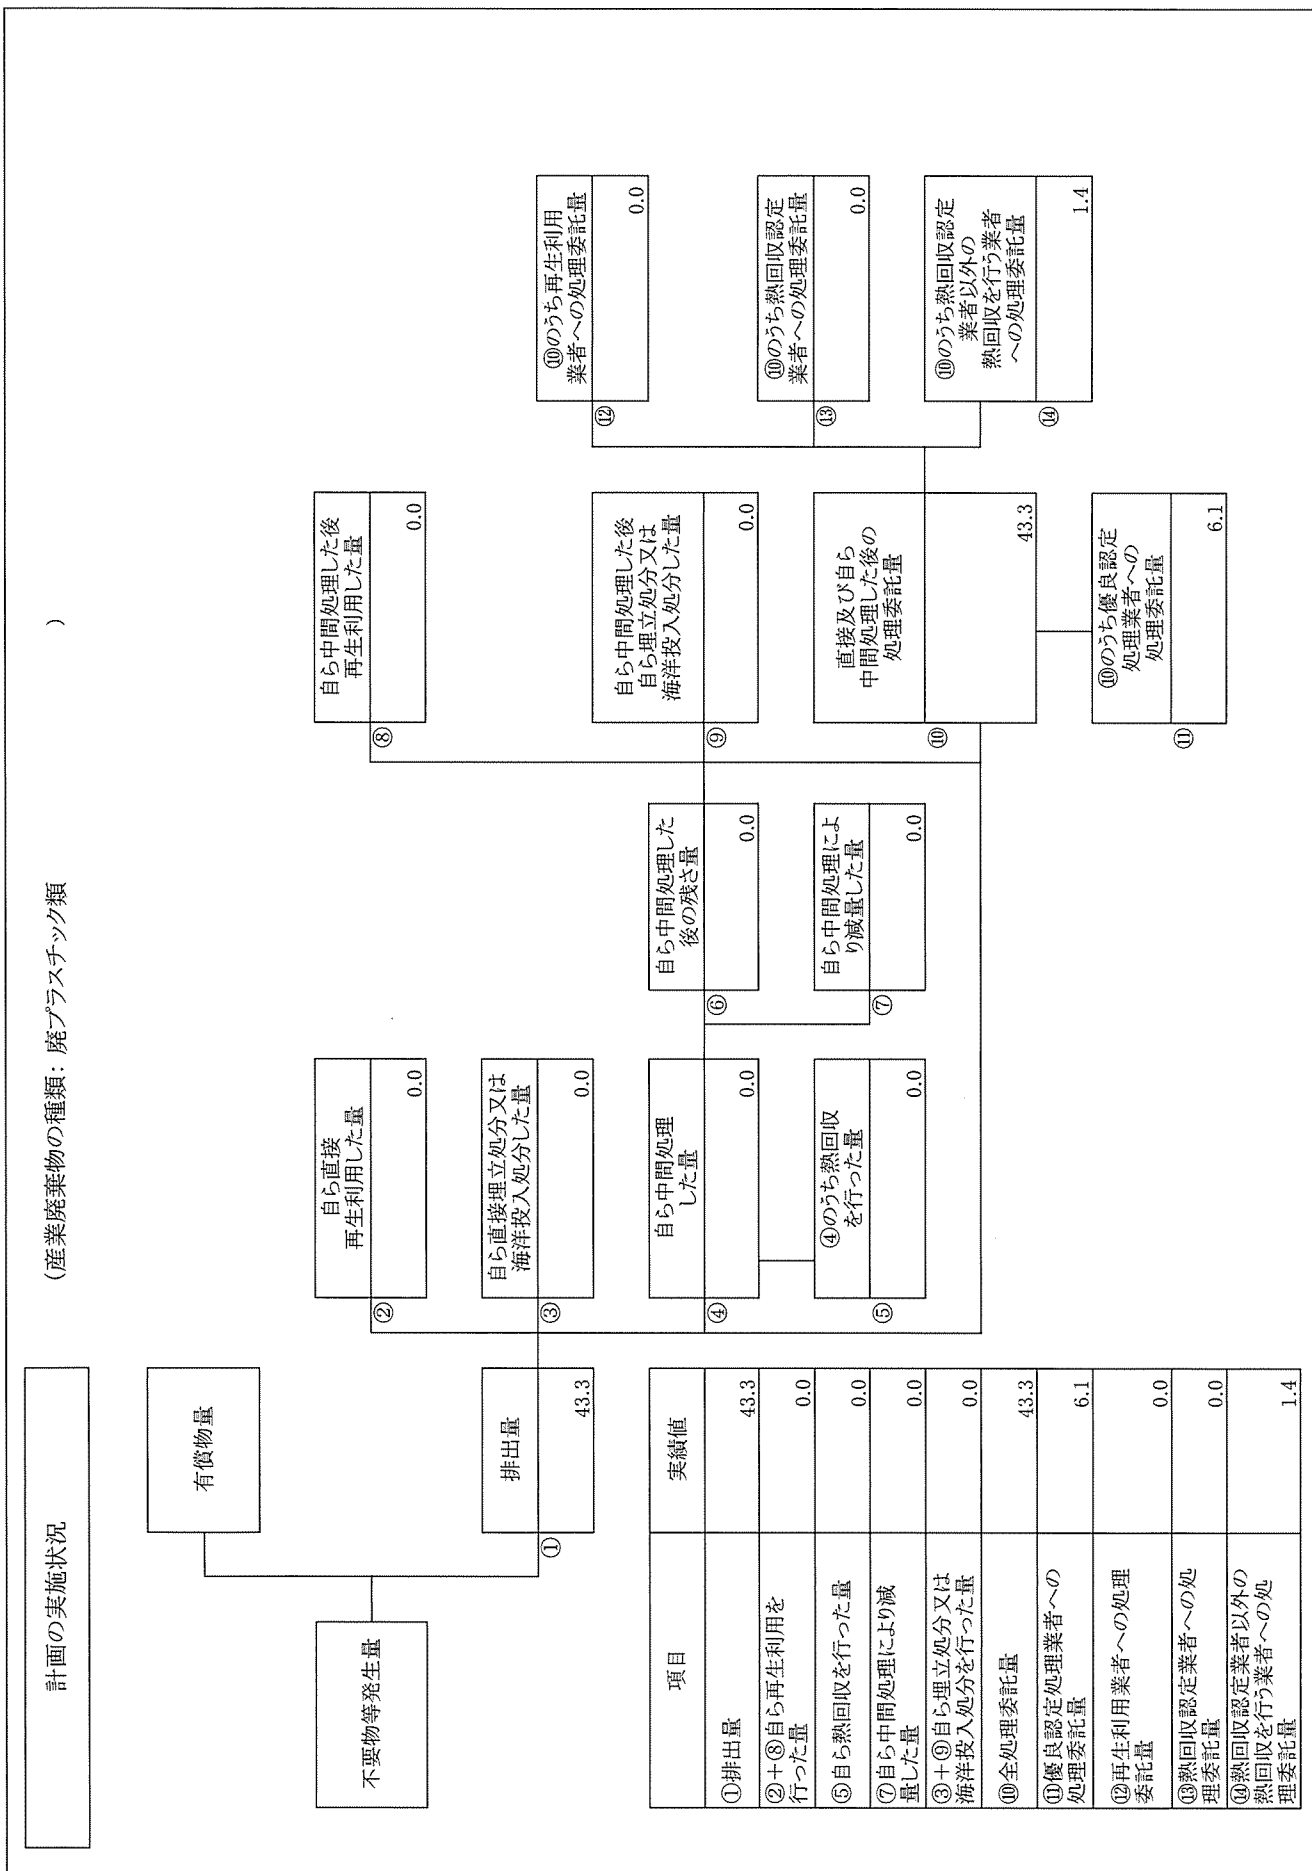 計画の実施状況
(産業廃棄物の種類: 廃プラスチック類 )
不要物等発生量
有償物量
①
排出量
43.3
②
自ら直接
再生利用した量
0.0
③
自ら直接埋立処分又は
海洋投入処分した量
0.0
④
自ら中間処理
した量
0.0
⑤
④のうち熱回収
を行った量
0.0
⑥
自ら中間処理した
後の残さ量
0.0
⑦
自ら中間処理によ
り減量した量
0.0
⑧
自ら中間処理した後
再生利用した量
0.0
⑨
自ら中間処理した後
自ら埋立処分又は
海洋投入処分した量
0.0
⑩
直接及び自ら
中間処理した後の
処理委託量
43.3
⑪
⑩のうち優良認定
処理業者への
処理委託量
6.1
⑫
⑩のうち再生利用
業者への処理委託量
0.0
⑬
⑩のうち熱回収認定
業者への処理委託量
0.0
⑭
⑩のうち熱回収認定
業者以外の
熱回収を行う業者
への処理委託量
1.4
項目 実績値
①排出量 43.3
②+⑧自ら再生利用を
行った量 0.0
⑤自ら熱回収を行った量 0.0
⑦自ら中間処理により減
量した量 0.0
③+⑨自ら埋立処分又は
海洋投入処分を行った量 0.0
⑩全処理委託量 43.3
⑪優良認定処理業者への
処理委託量 6.1
⑫再生利用業者への処理
委託量 0.0
⑬熱回収認定業者への処
理委託量 0.0
⑭熱回収認定業者以外の
熱回収を行う業者への処
理委託量 1.4